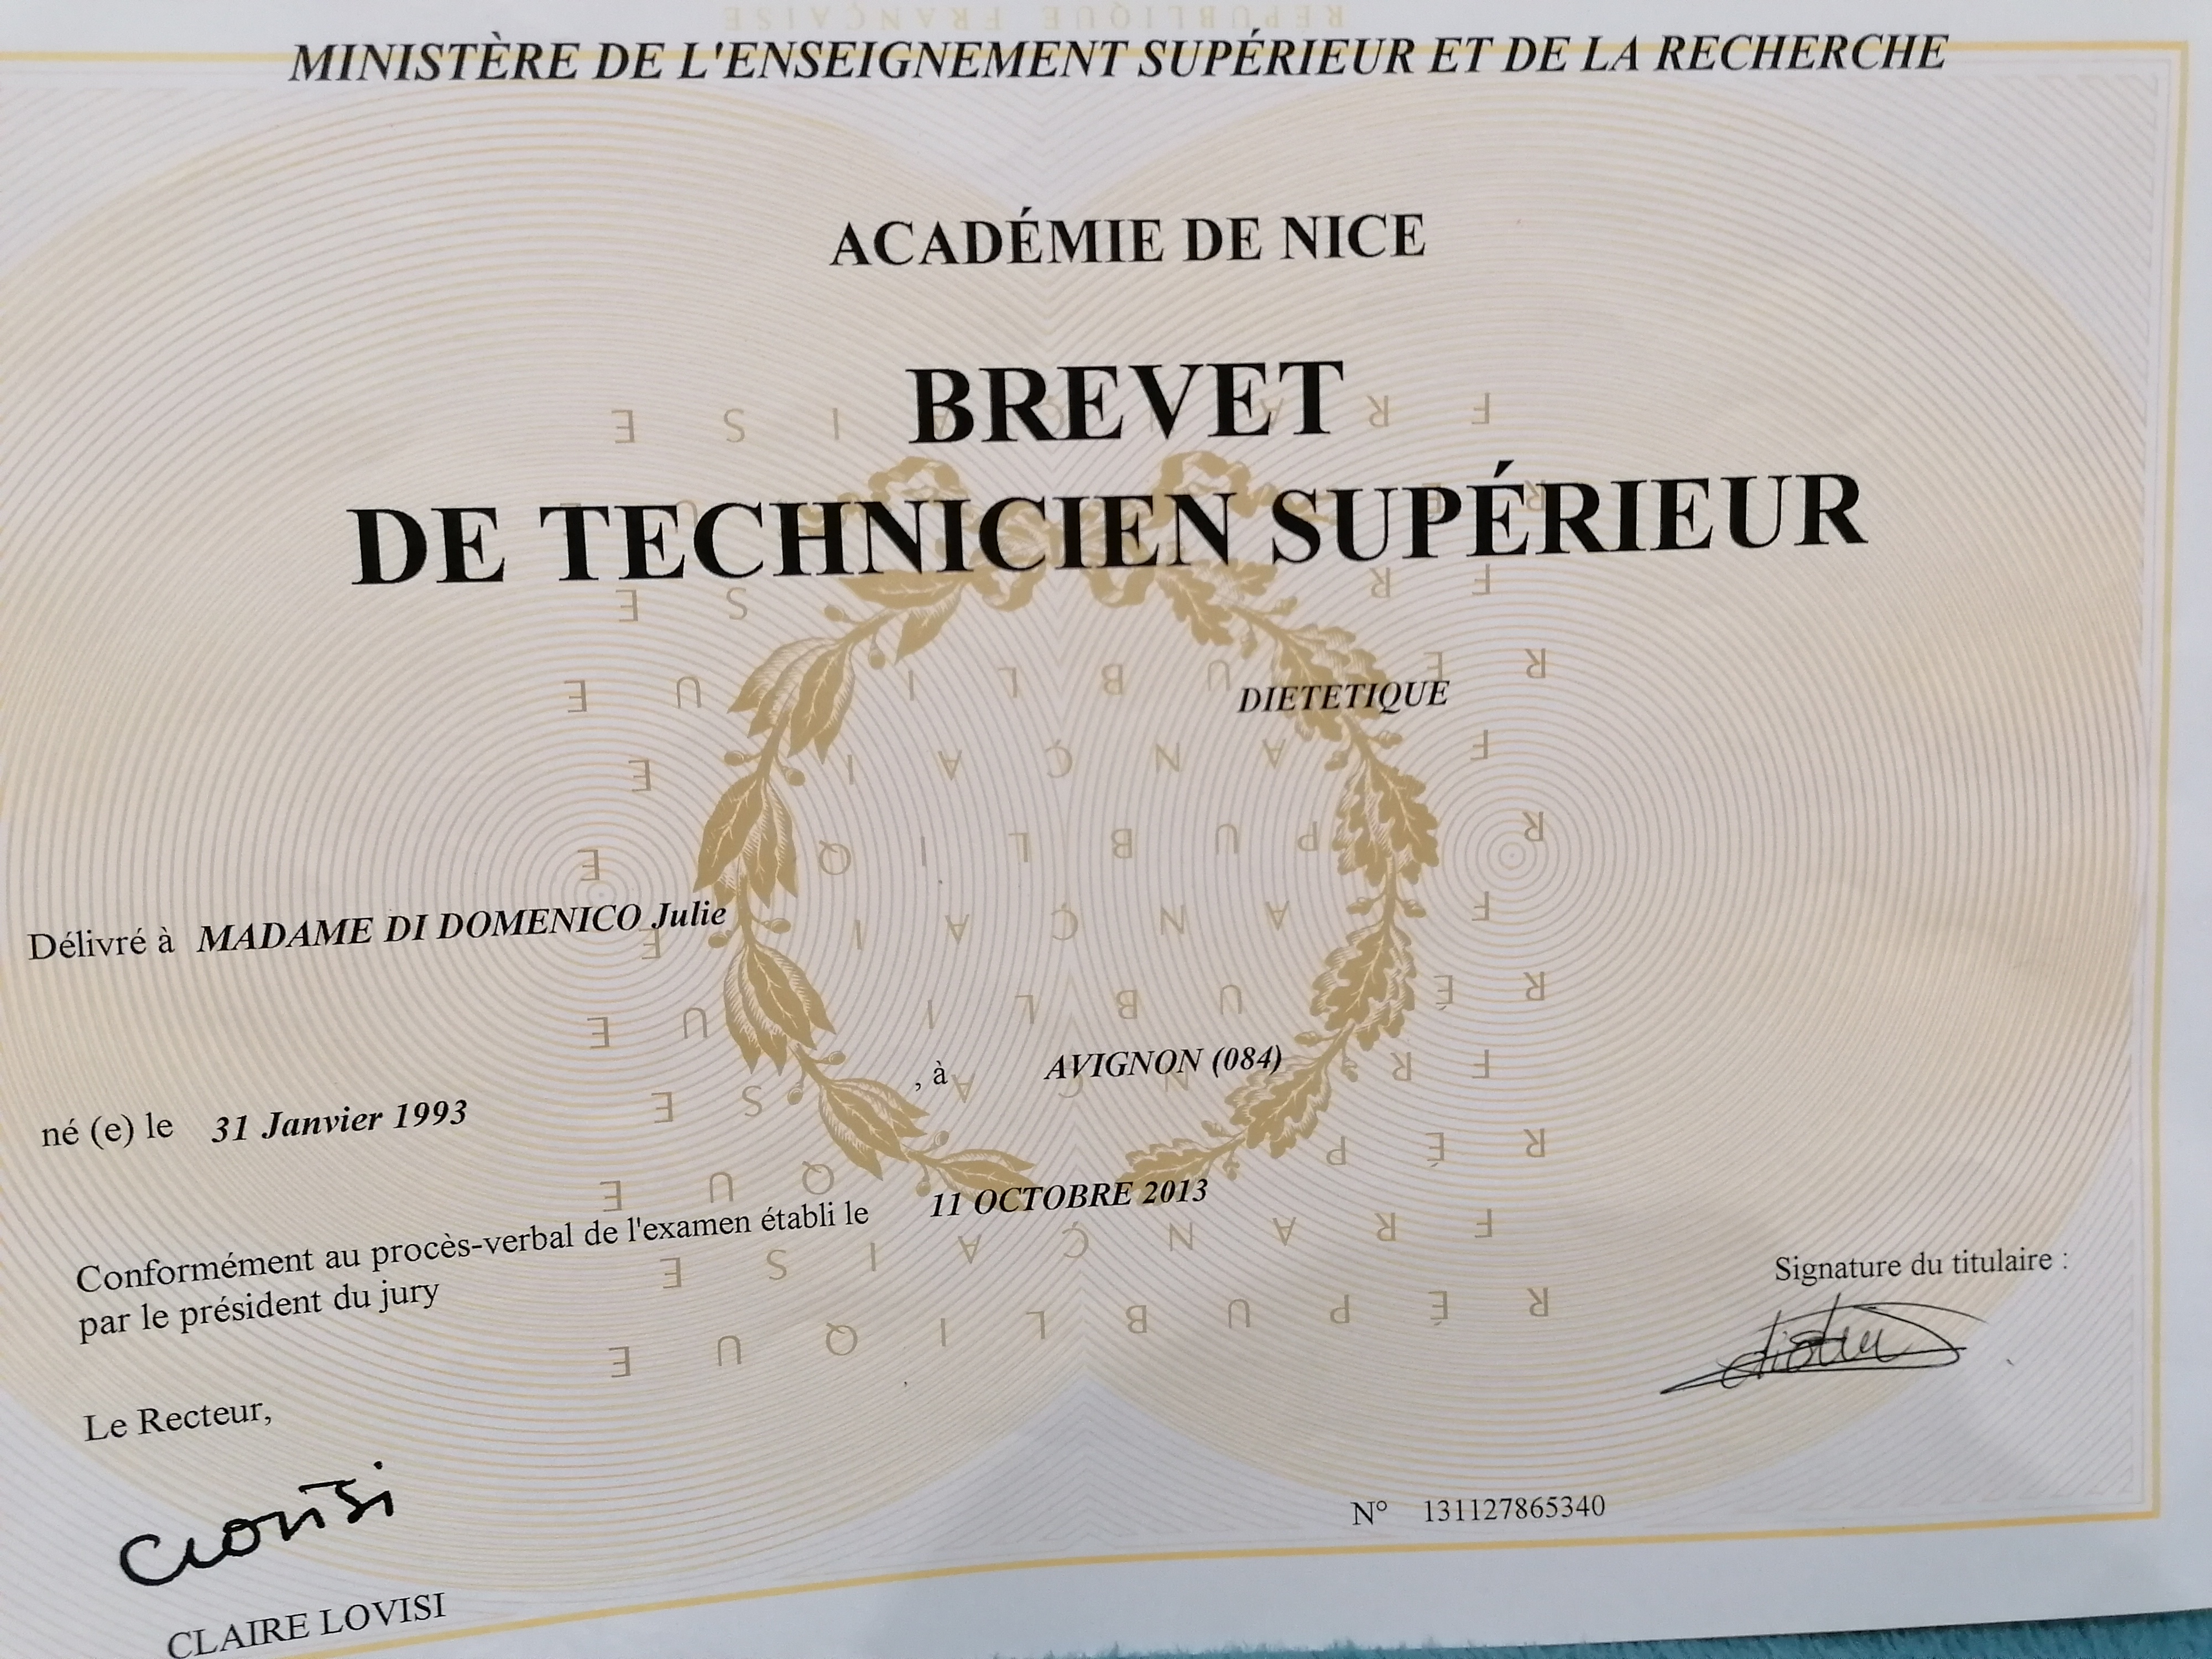 RÉPUBLIQUE FRANÇAISE
MINISTÈRE DE L'ENSEIGNEMENT SUPÉRIEUR ET DE LA RECHERCHE
ACADÉMIE DE NICE
BREVET
DE TECHNICIEN SUPÉRIEUR
DIETETIQUE
Délivré à MADAME DI DOMENICO Julie
né (e) le 31 Janvier 1993 , à AVIGNON (084)
Conformément au procès-verbal de l'examen établi le 11 OCTOBRE 2013
par le président du jury
Signature du titulaire :
Le Recteur,
CLAIRE LOVISI
N° 131127865340